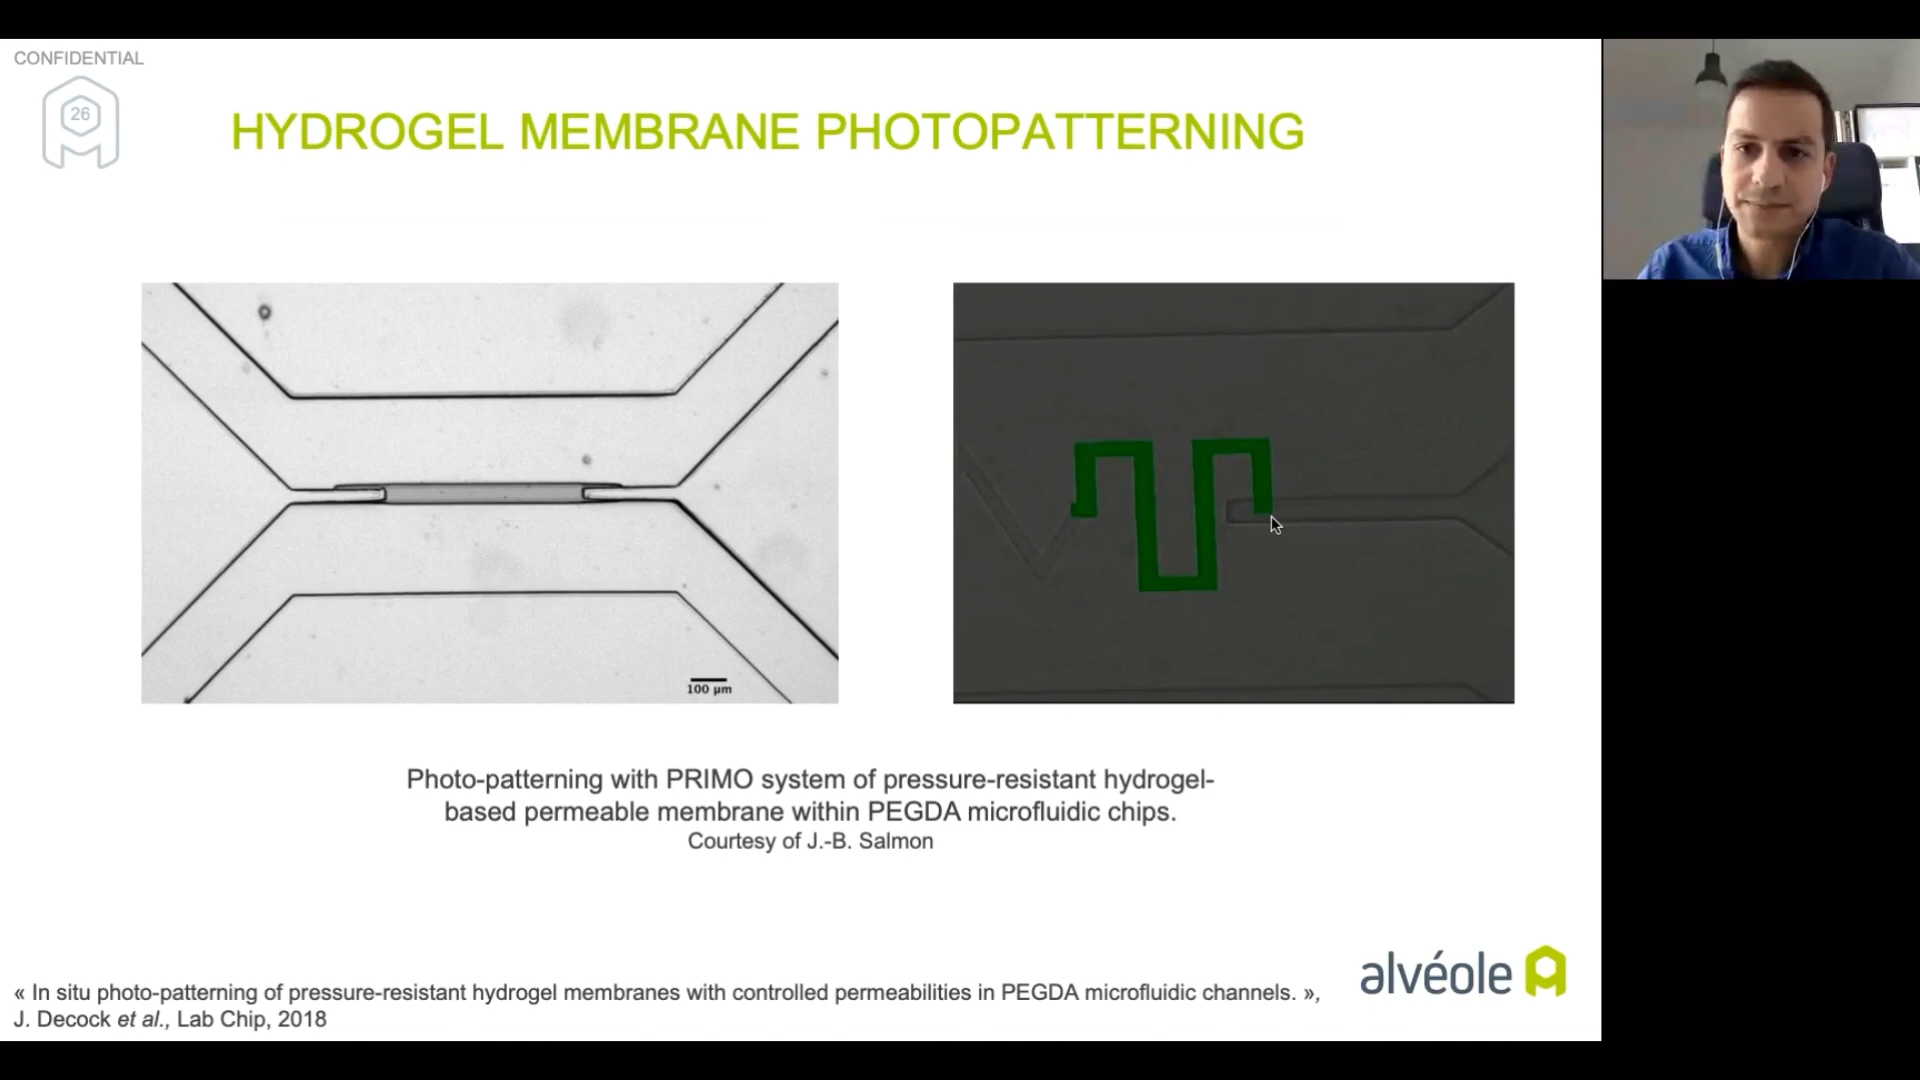 CONFIDENTIAL
26
HYDROGEL MEMBRANE PHOTOPATTERNING
100 µm
Photo-patterning with PRIMO system of pressure-resistant hydrogel-
based permeable membrane within PEGDA microfluidic chips.
Courtesy of J.-B. Salmon
alvéole
« In situ photo-patterning of pressure-resistant hydrogel membranes with controlled permeabilities in PEGDA microfluidic channels. »,
J. Decock et al., Lab Chip, 2018